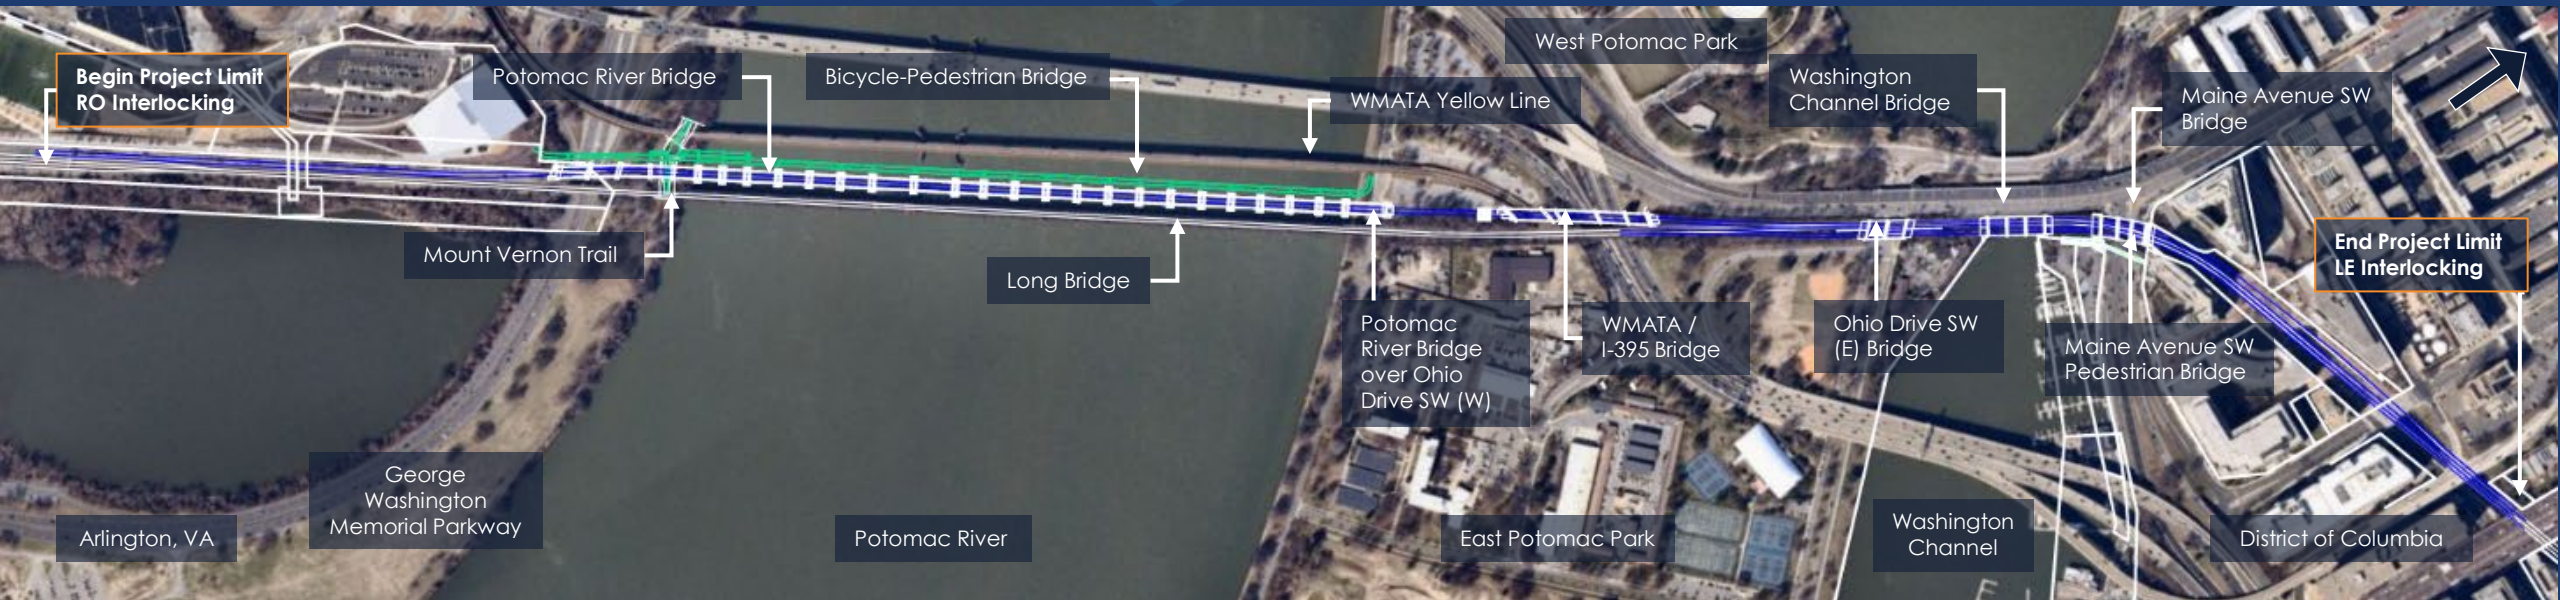 Begin Project Limit
RO Interlocking
Potomac River Bridge
Bicycle-Pedestrian Bridge
West Potomac Park
WMATA Yellow Line
Washington
Channel Bridge
Maine Avenue SW
Bridge
Mount Vernon Trail
Long Bridge
Potomac
River Bridge
over Ohio
Drive SW (W)
WMATA /
I-395 Bridge
Ohio Drive SW
(E) Bridge
Maine Avenue SW
Pedestrian Bridge
End Project Limit
LE Interlocking
Arlington, VA
George
Washington
Memorial Parkway
Potomac River
East Potomac Park
Washington
Channel
District of Columbia